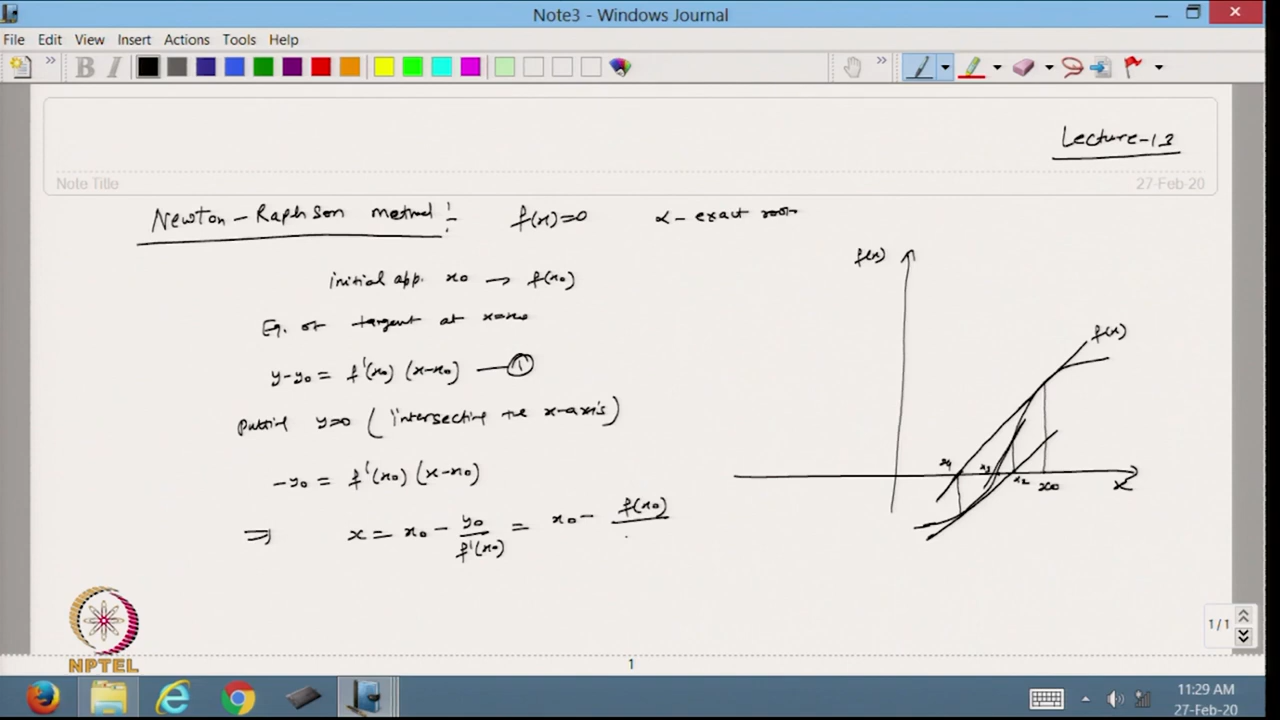 Note3 - Windows Journal
File Edit View Insert Actions Tools Help
Lecture-13
Note Title
27-Feb-20
Newton-Raphson method :- f(x)=0 α - exact root
initial app. x0 → f(x0)
Eq. of tangent at x=x0
y-y0 = f'(x0) (x-x0) — ①
putting y=0 ( intersecting the x-axis )
-y0 = f'(x0) (x-x0)
⇒ x = x0 - y0 / f'(x0) = x0 - f(x0)
f(x)
f(x)
x1 x3 x2 x0 x
NPTEL
1
1/1
11:29 AM
27-Feb-20